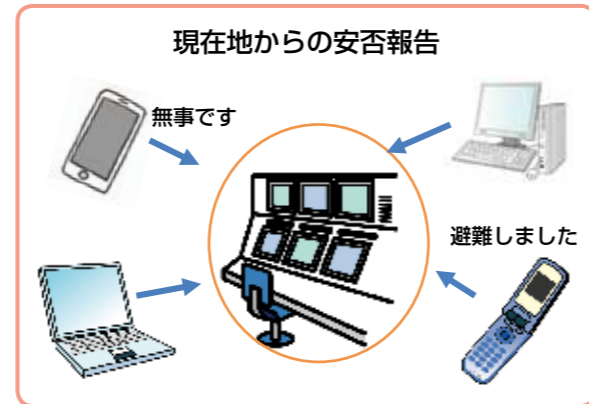 現在地からの安否報告
無事です
避難しました